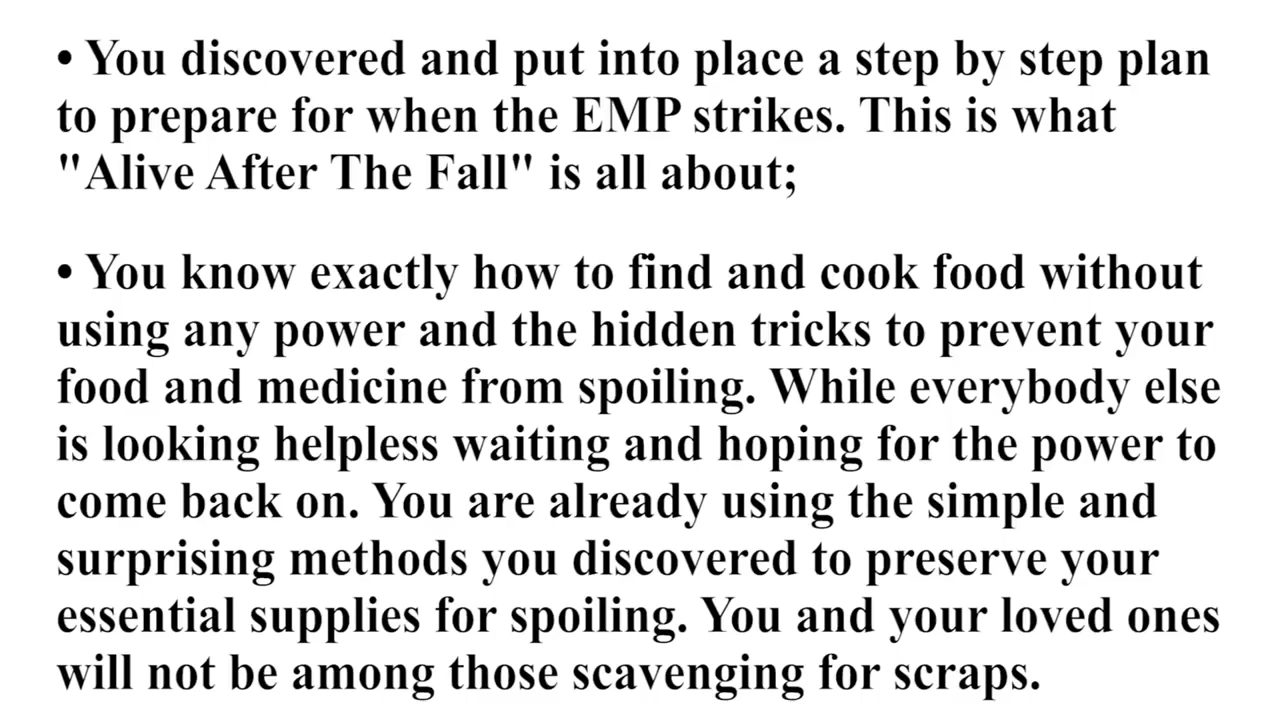 • You discovered and put into place a step by step plan
to prepare for when the EMP strikes. This is what
"Alive After The Fall" is all about;
• You know exactly how to find and cook food without
using any power and the hidden tricks to prevent your
food and medicine from spoiling. While everybody else
is looking helpless waiting and hoping for the power to
come back on. You are already using the simple and
surprising methods you discovered to preserve your
essential supplies for spoiling. You and your loved ones
will not be among those scavenging for scraps.